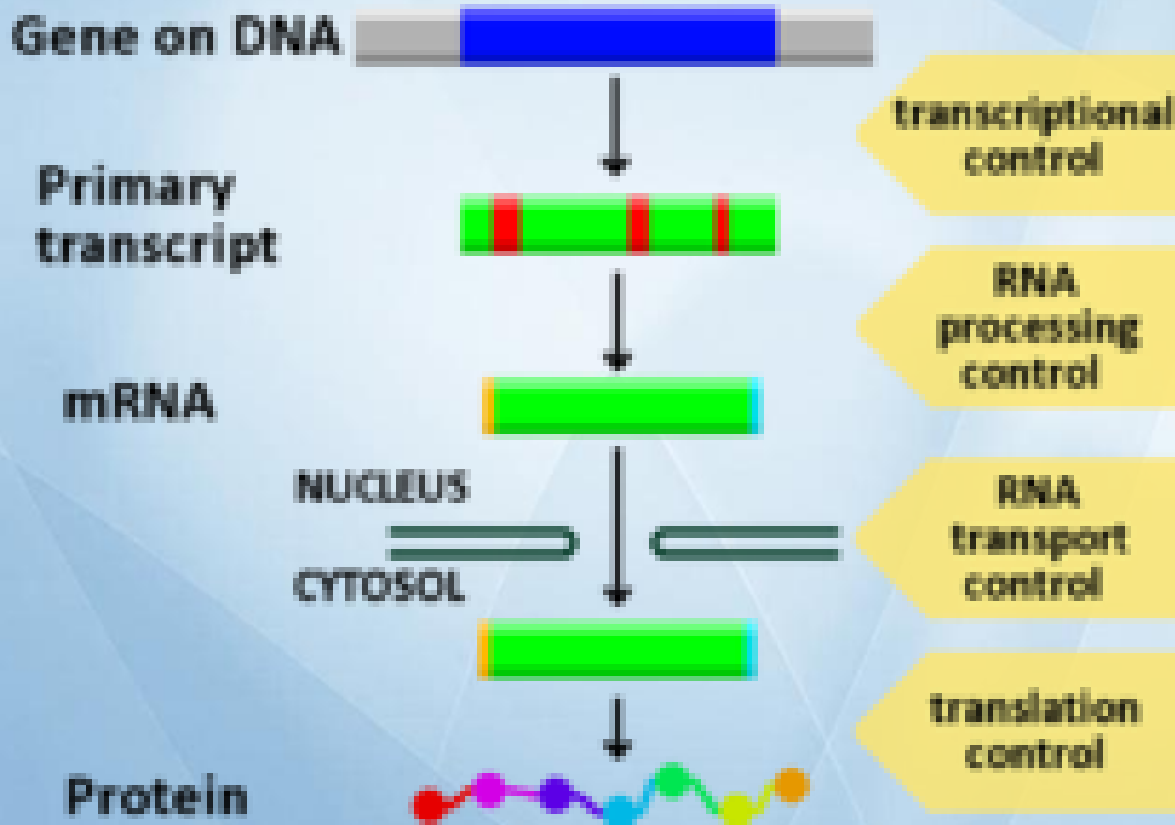 Gene on DNA
transcriptional
control
Primary
transcript
RNA
processing
control
mRNA
NUCLEUS
RNA
transport
control
CYTOSOL
translation
control
Protein